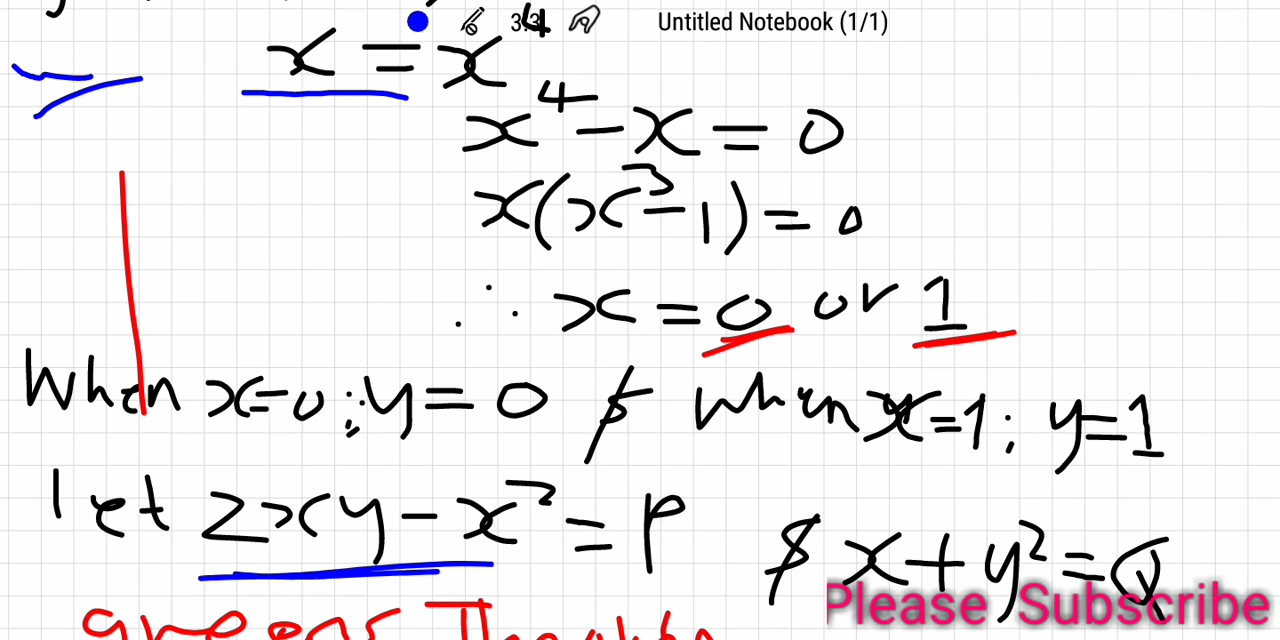 Untitled Notebook (1/1)
x = x⁴
x⁴ - x = 0
x(x³ - 1) = 0
∴ x = 0 or 1
When x=0; y = 0 $ when x=1; y=1
let 2xy - x² = P $ x + y² = Q
Please Subscribe